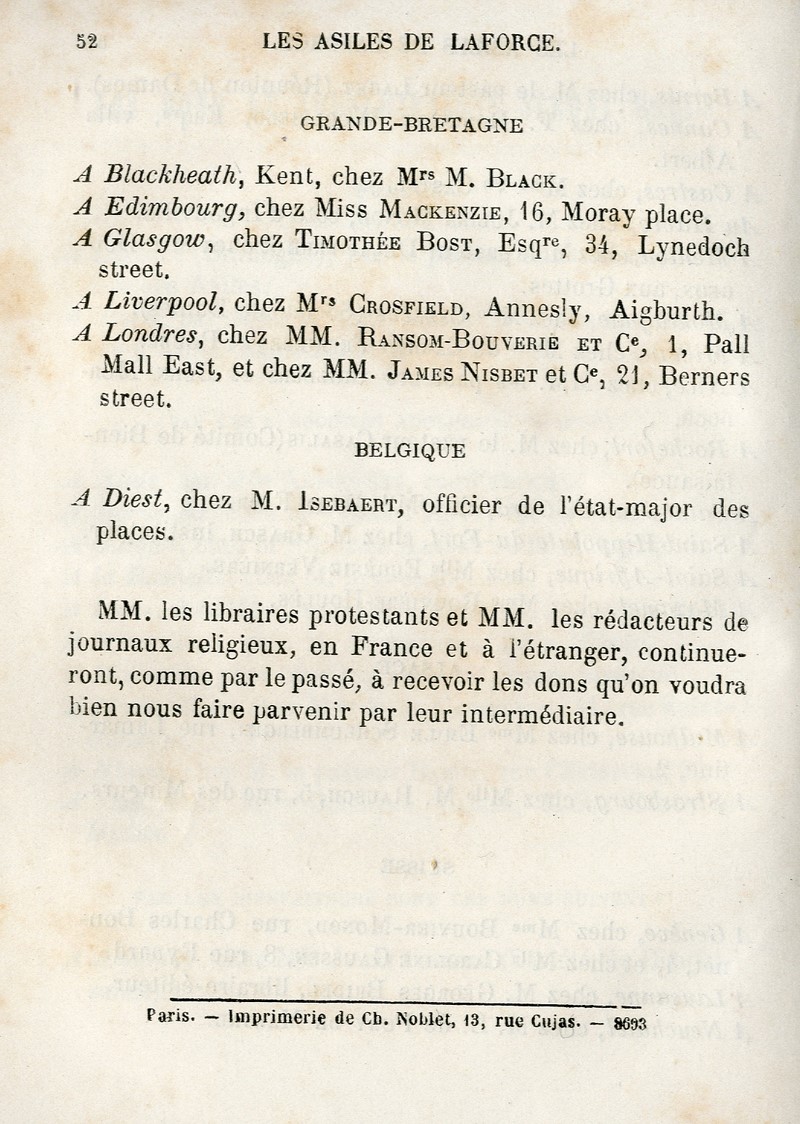 52 LES ASILES DE LAFORCE.
GRANDE-BRETAGNE
A Blackheath, Kent, chez Mrs M. BLACK.
A Edimbourg, chez Miss MACKENZIE, 16, Moray place.
A Glasgow, chez TIMOTHÉE BOST, Esqre, 34, Lynedoch
street.
A Liverpool, chez Mrs CROSFIELD, Annesly, Aigburth.
A Londres, chez MM. RANSOM-BOUVERIE ET Ce, 1, Pall
Mall East, et chez MM. JAMES NISBET et Ce, 21, Berners
street.
BELGIQUE
A Diest, chez M. ISEBAERT, officier de l'état-major des
places.
MM. les libraires protestants et MM. les rédacteurs de
journaux religieux, en France et à l'étranger, continue-
ront, comme par le passé, à recevoir les dons qu'on voudra
bien nous faire parvenir par leur intermédiaire.
Paris. — Imprimerie de Ch. Noblet, 13, rue Cujas. — 8693